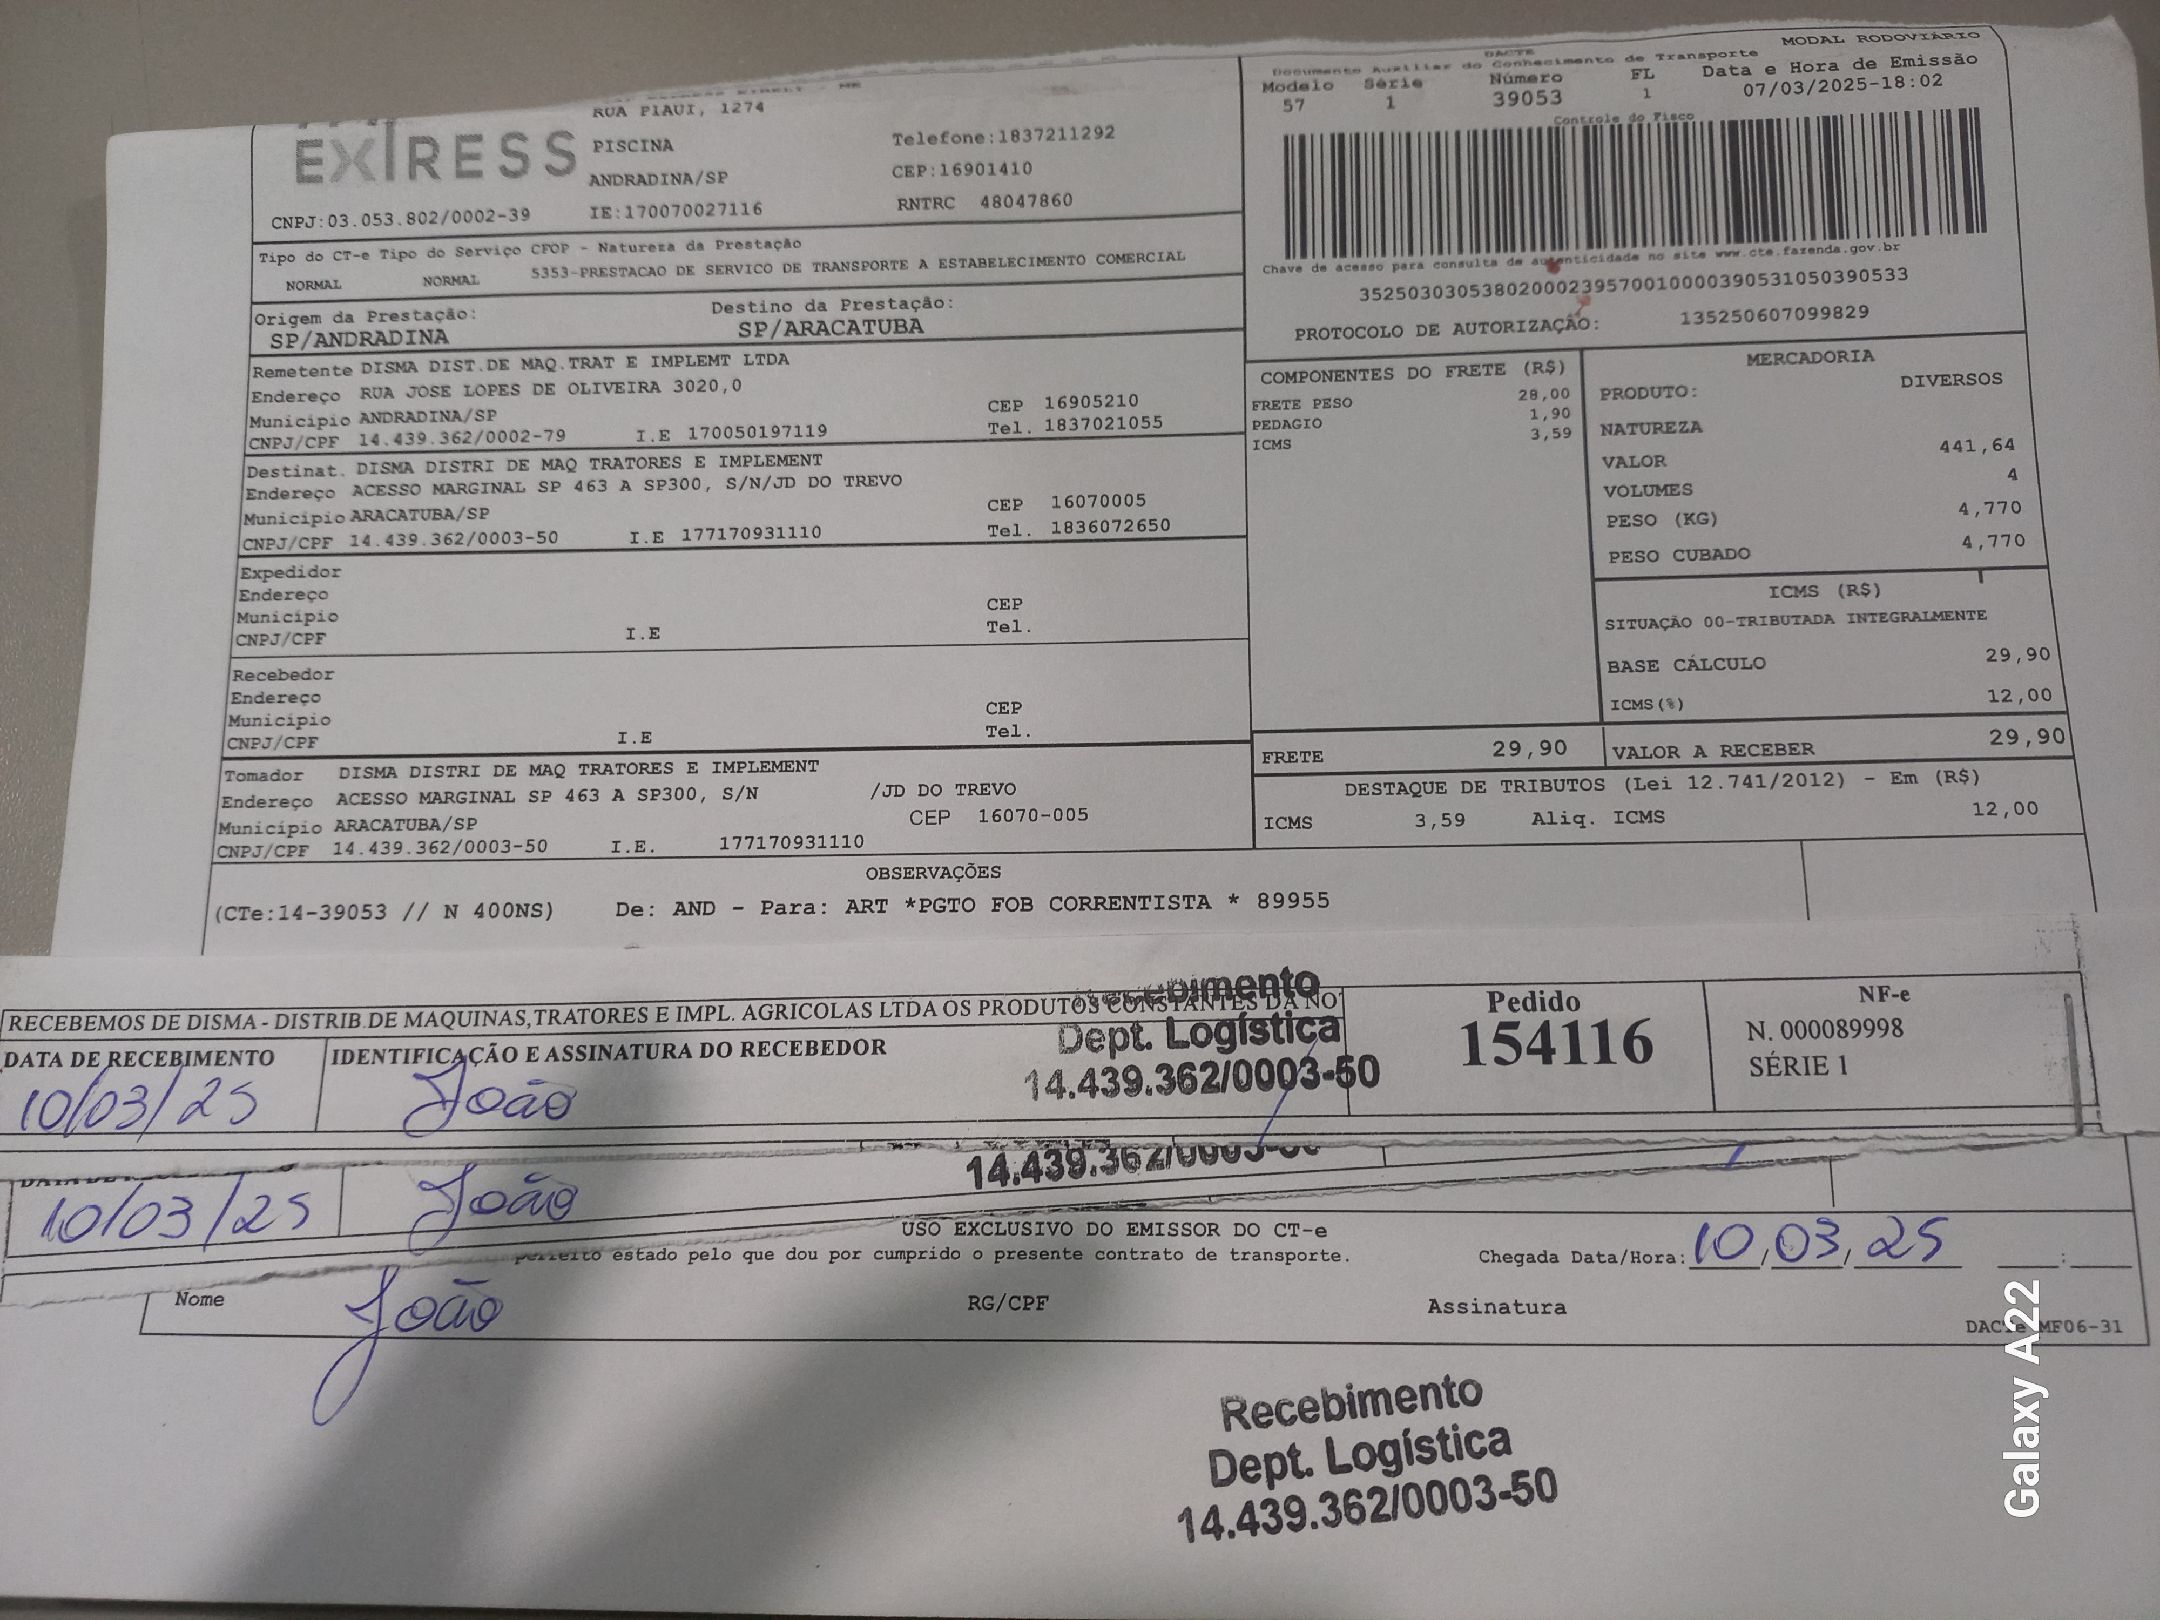 MODAL RODOVIÁRIO
DACTE
Documento Auxiliar do Conhecimento de Transporte
Modelo Série Número FL Data e Hora de Emissão
57 1 39053 1 07/03/2025-18:02
Controle do Fisco
EXPRESS
RUA PIAUI, 1274
PISCINA Telefone:1837211292
ANDRADINA/SP CEP:16901410
CNPJ:03.053.802/0002-39 IE:170070027116 RNTRC 48047860
Tipo do CT-e Tipo do Serviço CFOP - Natureza da Prestação
NORMAL NORMAL 5353-PRESTACAO DE SERVICO DE TRANSPORTE A ESTABELECIMENTO COMERCIAL
Chave de acesso para consulta de autenticidade no site www.cte.fazenda.gov.br
35250303053802000239570010000390531050390533
PROTOCOLO DE AUTORIZAÇÃO: 135250607099829
Origem da Prestação: Destino da Prestação:
SP/ANDRADINA SP/ARACATUBA
Remetente DISMA DIST.DE MAQ.TRAT E IMPLEMT LTDA
Endereço RUA JOSE LOPES DE OLIVEIRA 3020,0
Município ANDRADINA/SP CEP 16905210
CNPJ/CPF 14.439.362/0002-79 I.E 170050197119 Tel. 1837021055
Destinat. DISMA DISTRI DE MAQ TRATORES E IMPLEMENT
Endereço ACESSO MARGINAL SP 463 A SP300, S/N/JD DO TREVO
Município ARACATUBA/SP CEP 16070005
CNPJ/CPF 14.439.362/0003-50 I.E 177170931110 Tel. 1836072650
Expedidor
Endereço
Município CEP
CNPJ/CPF I.E Tel.
Recebedor
Endereço
Município CEP
CNPJ/CPF I.E Tel.
Tomador DISMA DISTRI DE MAQ TRATORES E IMPLEMENT
Endereço ACESSO MARGINAL SP 463 A SP300, S/N /JD DO TREVO
Município ARACATUBA/SP CEP 16070-005
CNPJ/CPF 14.439.362/0003-50 I.E. 177170931110
COMPONENTES DO FRETE (R$)
FRETE PESO 28,00
PEDAGIO 1,90
ICMS 3,59
MERCADORIA
PRODUTO: DIVERSOS
NATUREZA
VALOR 441,64
VOLUMES 4
PESO (KG) 4,770
PESO CUBADO 4,770
ICMS (R$)
SITUAÇÃO 00-TRIBUTADA INTEGRALMENTE
BASE CÁLCULO 29,90
ICMS(%) 12,00
FRETE 29,90 VALOR A RECEBER 29,90
DESTAQUE DE TRIBUTOS (Lei 12.741/2012) - Em (R$)
ICMS 3,59 Aliq. ICMS 12,00
OBSERVAÇÕES
(CTe:14-39053 // N 400NS) De: AND - Para: ART *PGTO FOB CORRENTISTA * 89955
RECEBEMOS DE DISMA - DISTRIB.DE MAQUINAS,TRATORES E IMPL. AGRICOLAS LTDA OS PRODUTOS CONSTANTES DA NO
Recebimento
Dept. Logística
14.439.362/0003-50
DATA DE RECEBIMENTO IDENTIFICAÇÃO E ASSINATURA DO RECEBEDOR
10/03/25 João
Pedido
154116
NF-e
N. 000089998
SÉRIE 1
14.439.362/0003-50
10/03/25 João
USO EXCLUSIVO DO EMISSOR DO CT-e
perfeito estado pelo que dou por cumprido o presente contrato de transporte. Chegada Data/Hora: 10/03/25 :
Nome João RG/CPF Assinatura
DACTe MF06-31
Recebimento
Dept. Logística
14.439.362/0003-50
Galaxy A22